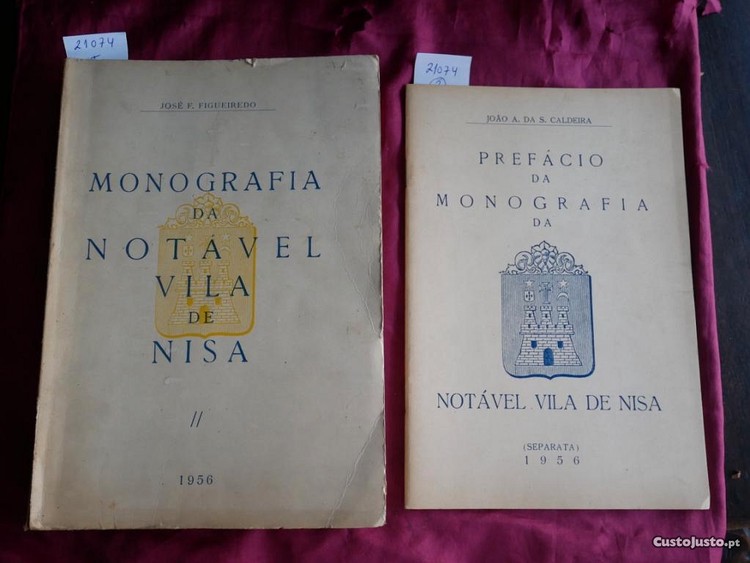 21074
JOSÉ F. FIGUEIREDO
MONOGRAFIA
DA
NOTÁVEL
VILA
DE
NISA
//
1956
21074
JOÃO A. DA S. CALDEIRA
PREFÁCIO
DA
MONOGRAFIA
DA
NOTÁVEL VILA DE NISA
(SEPARATA)
1956
CustoJusto.pt